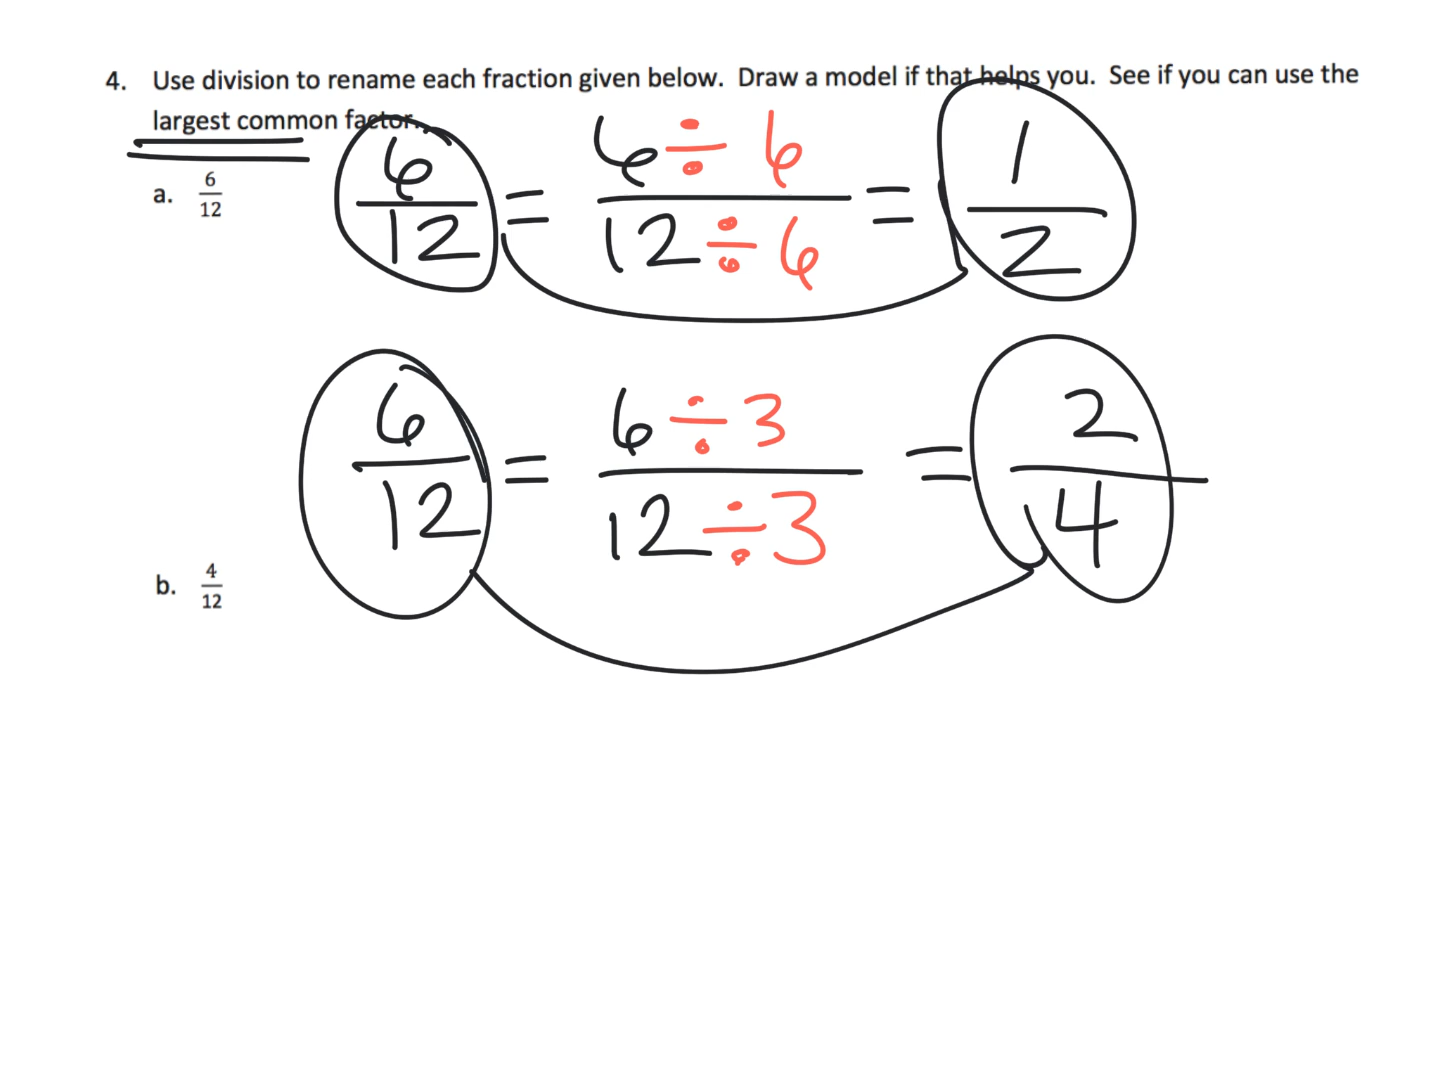 4. Use division to rename each fraction given below. Draw a model if that helps you. See if you can use the
largest common factor.
a. 6/12
6/12 = 6 ÷ 6 / 12 ÷ 6 = 1/2
6/12 = 6 ÷ 3 / 12 ÷ 3 = 2/4
b. 4/12